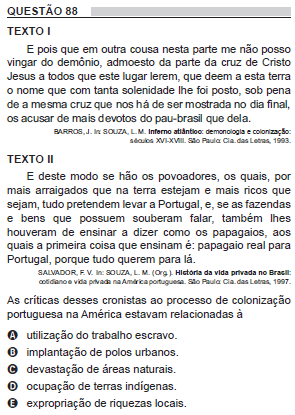 QUESTÃO 88
TEXTO I
E pois que em outra cousa nesta parte me não posso
vingar do demônio, admoesto da parte da cruz de Cristo
Jesus a todos que este lugar lerem, que deem a esta terra
o nome que com tanta solenidade lhe foi posto, sob pena
de a mesma cruz que nos há de ser mostrada no dia final,
os acusar de mais devotos do pau-brasil que dela.
BARROS, J. In: SOUZA, L. M. Inferno atlântico: demonologia e colonização:
séculos XVI-XVIII. São Paulo: Cia. das Letras, 1993.
TEXTO II
E deste modo se hão os povoadores, os quais, por
mais arraigados que na terra estejam e mais ricos que
sejam, tudo pretendem levar a Portugal, e, se as fazendas
e bens que possuem souberam falar, também lhes
houveram de ensinar a dizer como os papagaios, aos
quais a primeira coisa que ensinam é: papagaio real para
Portugal, porque tudo querem para lá.
SALVADOR, F. V. In: SOUZA, L. M. (Org.). História da vida privada no Brasil:
cotidiano e vida privada na América portuguesa. São Paulo: Cia. das Letras, 1997.
As críticas desses cronistas ao processo de colonização
portuguesa na América estavam relacionadas à
A utilização do trabalho escravo.
B implantação de polos urbanos.
C devastação de áreas naturais.
D ocupação de terras indígenas.
E expropriação de riquezas locais.